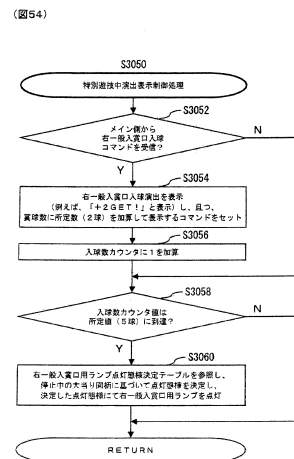 （図54）
S3050
特別遊技中演出表示制御処理
S3052
メイン側から
右一般入賞口入球
コマンドを受信？
N
Y
S3054
右一般入賞口入球演出を表示
（例えば、「＋２ＧＥＴ！」と表示）し、且つ、
賞球数に所定数（２球）を加算して表示するコマンドをセット
S3056
入球数カウンタに１を加算
S3058
入球数カウンタ値は
所定値（５球）に到達？
N
Y
S3060
右一般入賞口用ランプ点灯態様決定テーブルを参照し、
停止中の大当り図柄に基づいて点灯態様を決定し、
決定した点灯態様にて右一般入賞口用ランプを点灯
ＲＥＴＵＲＮ